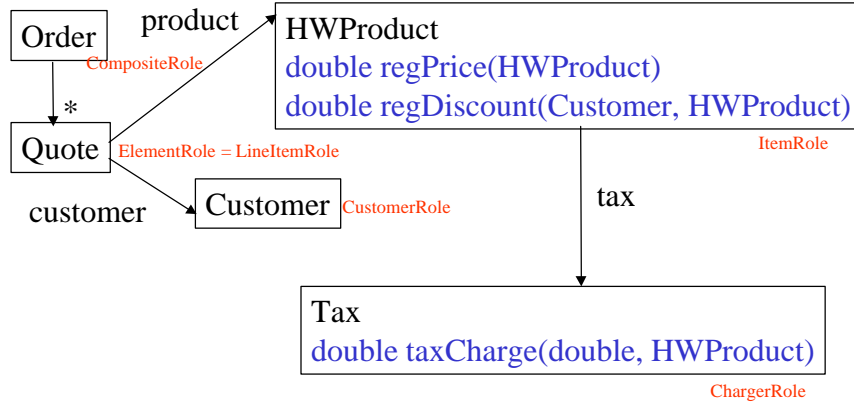 product
Order
HWProduct
double regPrice(HWProduct)
double regDiscount(Customer, HWProduct)
CompositeRole
*
Quote
ElementRole = LineItemRole
ItemRole
customer
Customer
CustomerRole
tax
Tax
double taxCharge(double, HWProduct)
ChargerRole